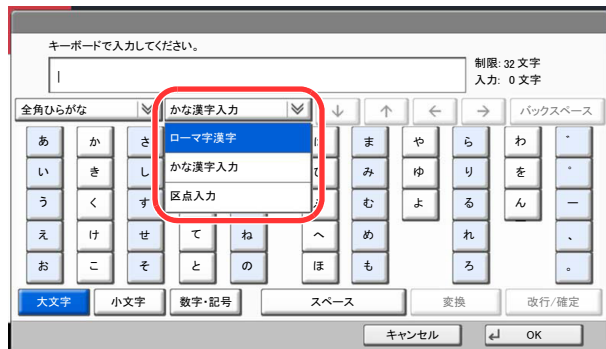 キーボードで入力してください。
制限: 32 文字
入力: 0 文字
全角ひらがな かな漢字入力 ↓ ↑ ← → バックスペース
ローマ字漢字
かな漢字入力
区点入力
あ か さ ま や ら わ ゛
い き し み ゆ り を ゜
う く す む よ る ん ー
え け せ て ね へ め れ 、
お こ そ と の ほ も ろ 。
大文字 小文字 数字・記号 スペース 変換 改行/確定
キャンセル OK